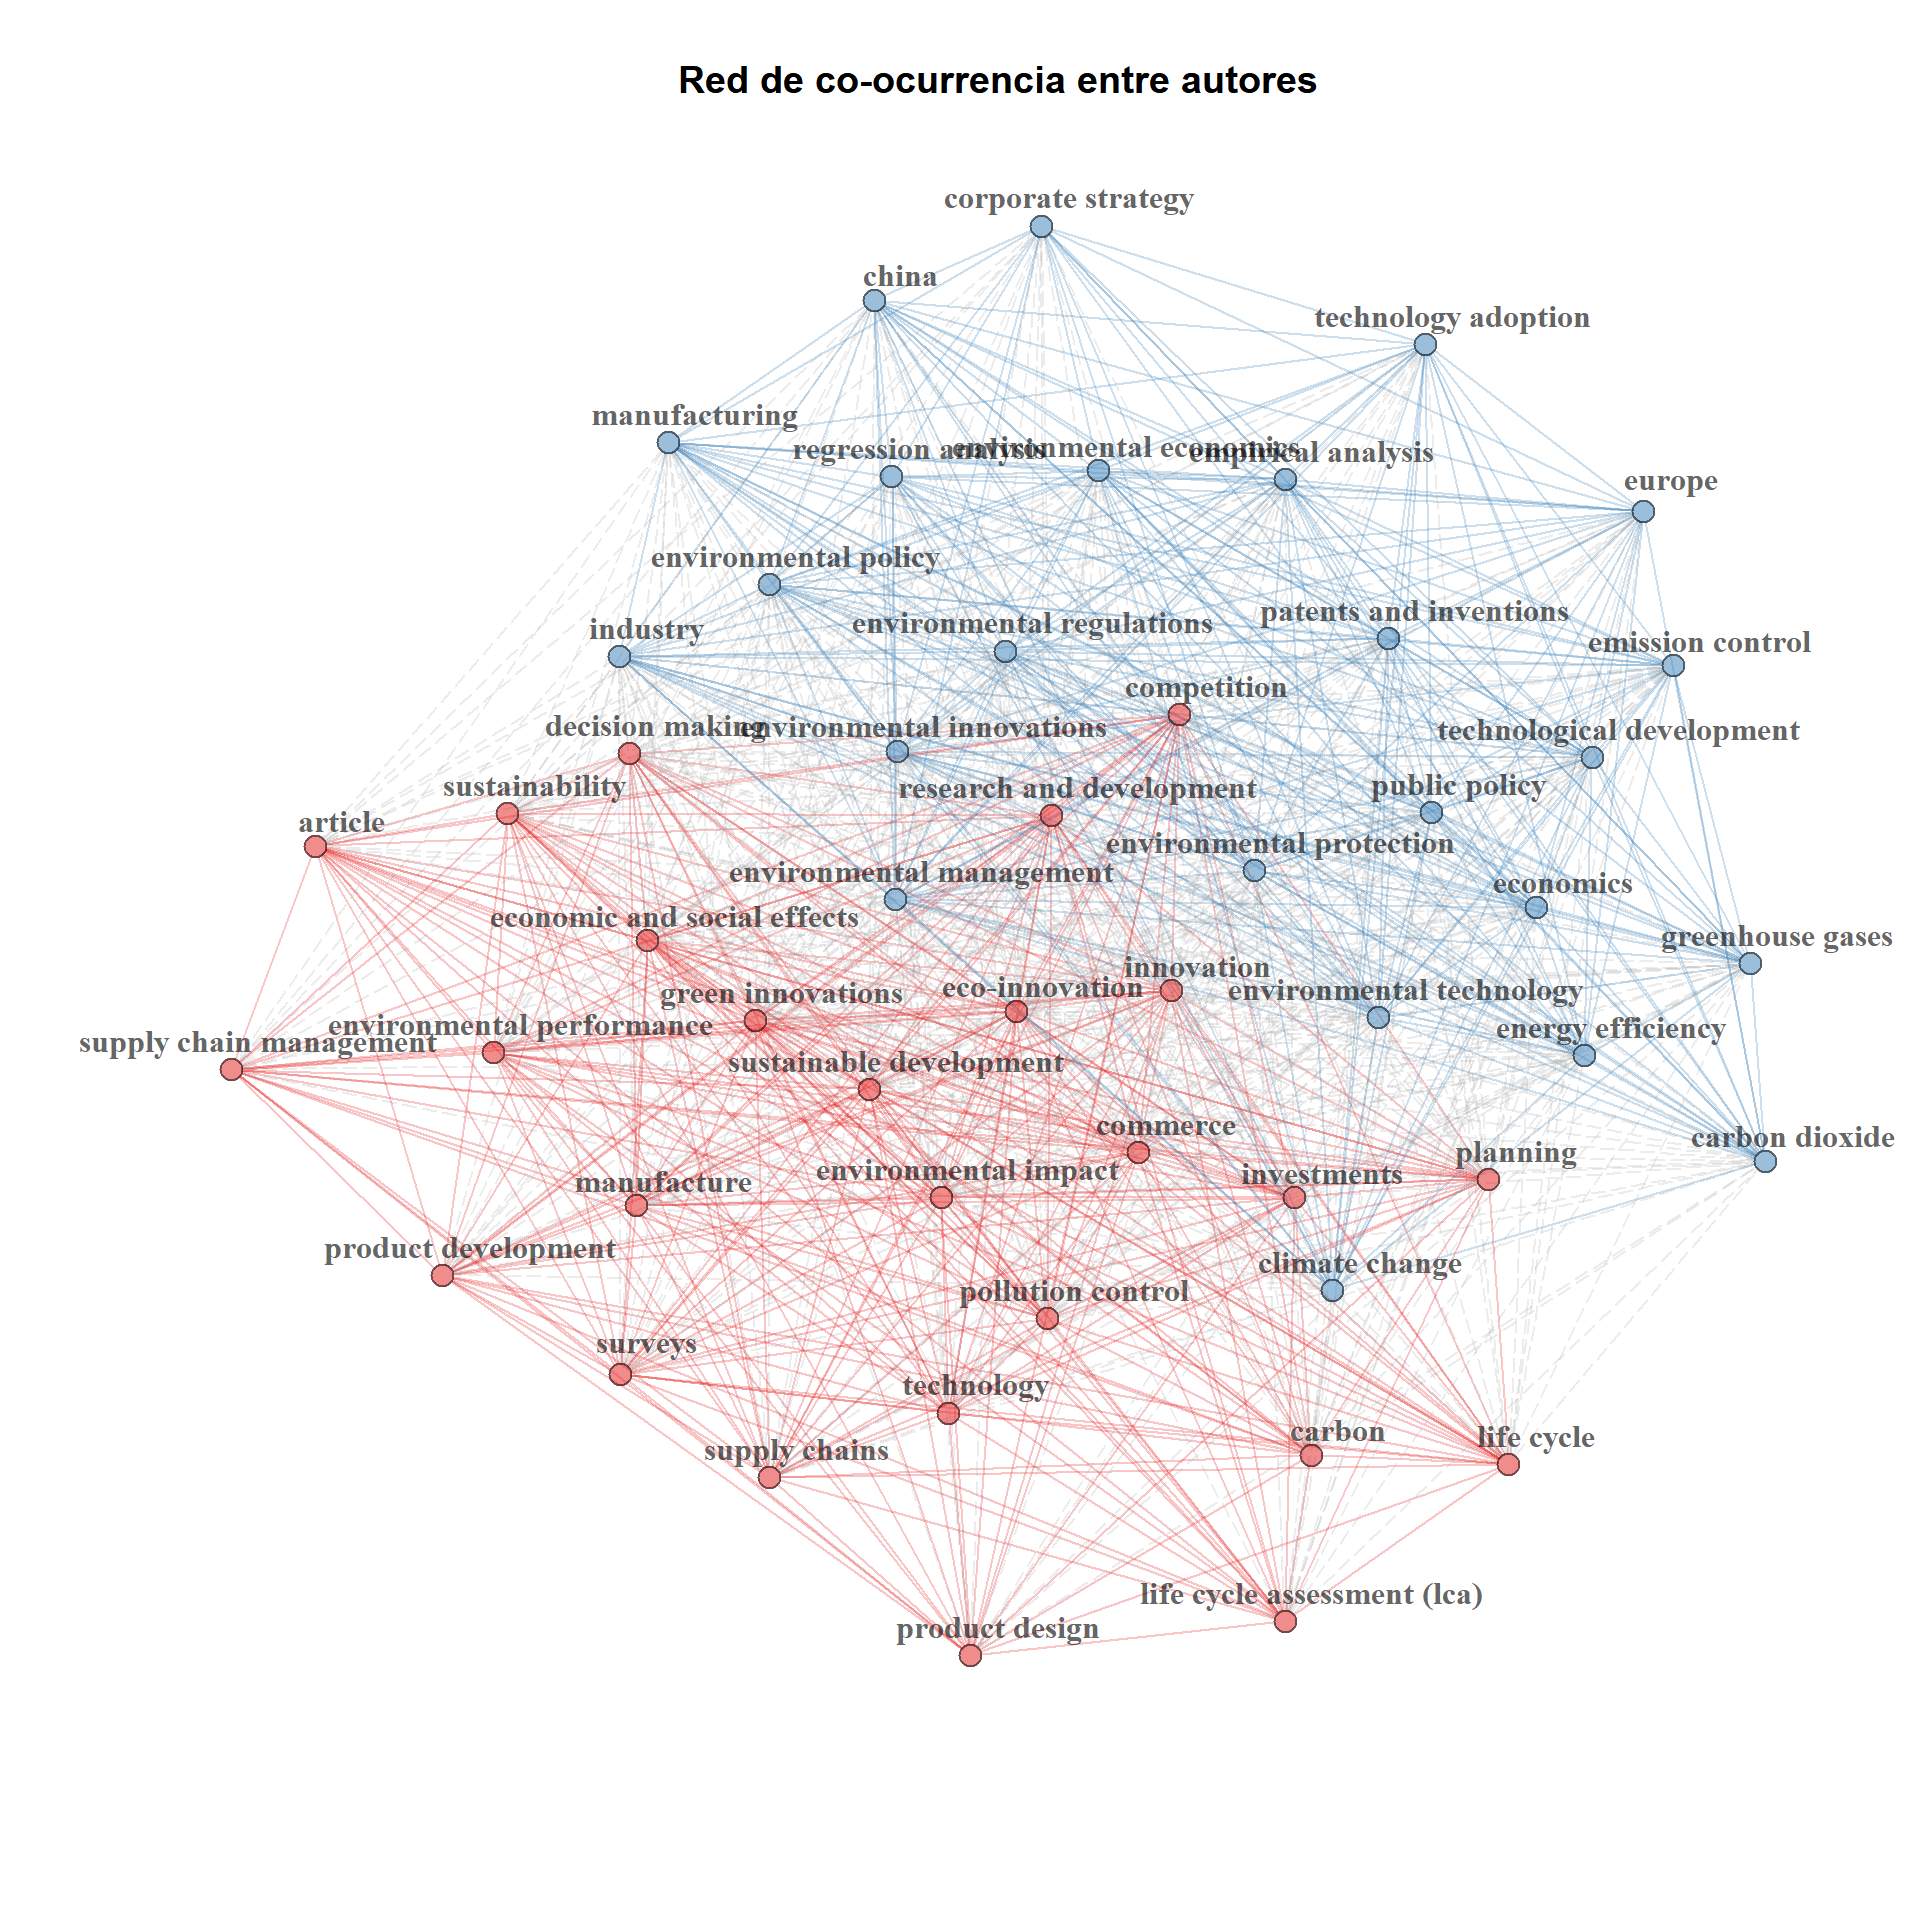 Red de co-ocurrencia entre autores
corporate strategy
china
technology adoption
manufacturing
regression analysis
environmental economics
empirical analysis
europe
environmental policy
patents and inventions
industry
environmental regulations
emission control
competition
decision making
environmental innovations
technological development
sustainability
research and development
public policy
article
environmental protection
environmental management
economics
economic and social effects
greenhouse gases
innovation
green innovations
eco-innovation
environmental technology
environmental performance
energy efficiency
supply chain management
sustainable development
commerce
carbon dioxide
planning
environmental impact
investments
manufacture
product development
climate change
pollution control
surveys
technology
carbon
life cycle
supply chains
life cycle assessment (lca)
product design